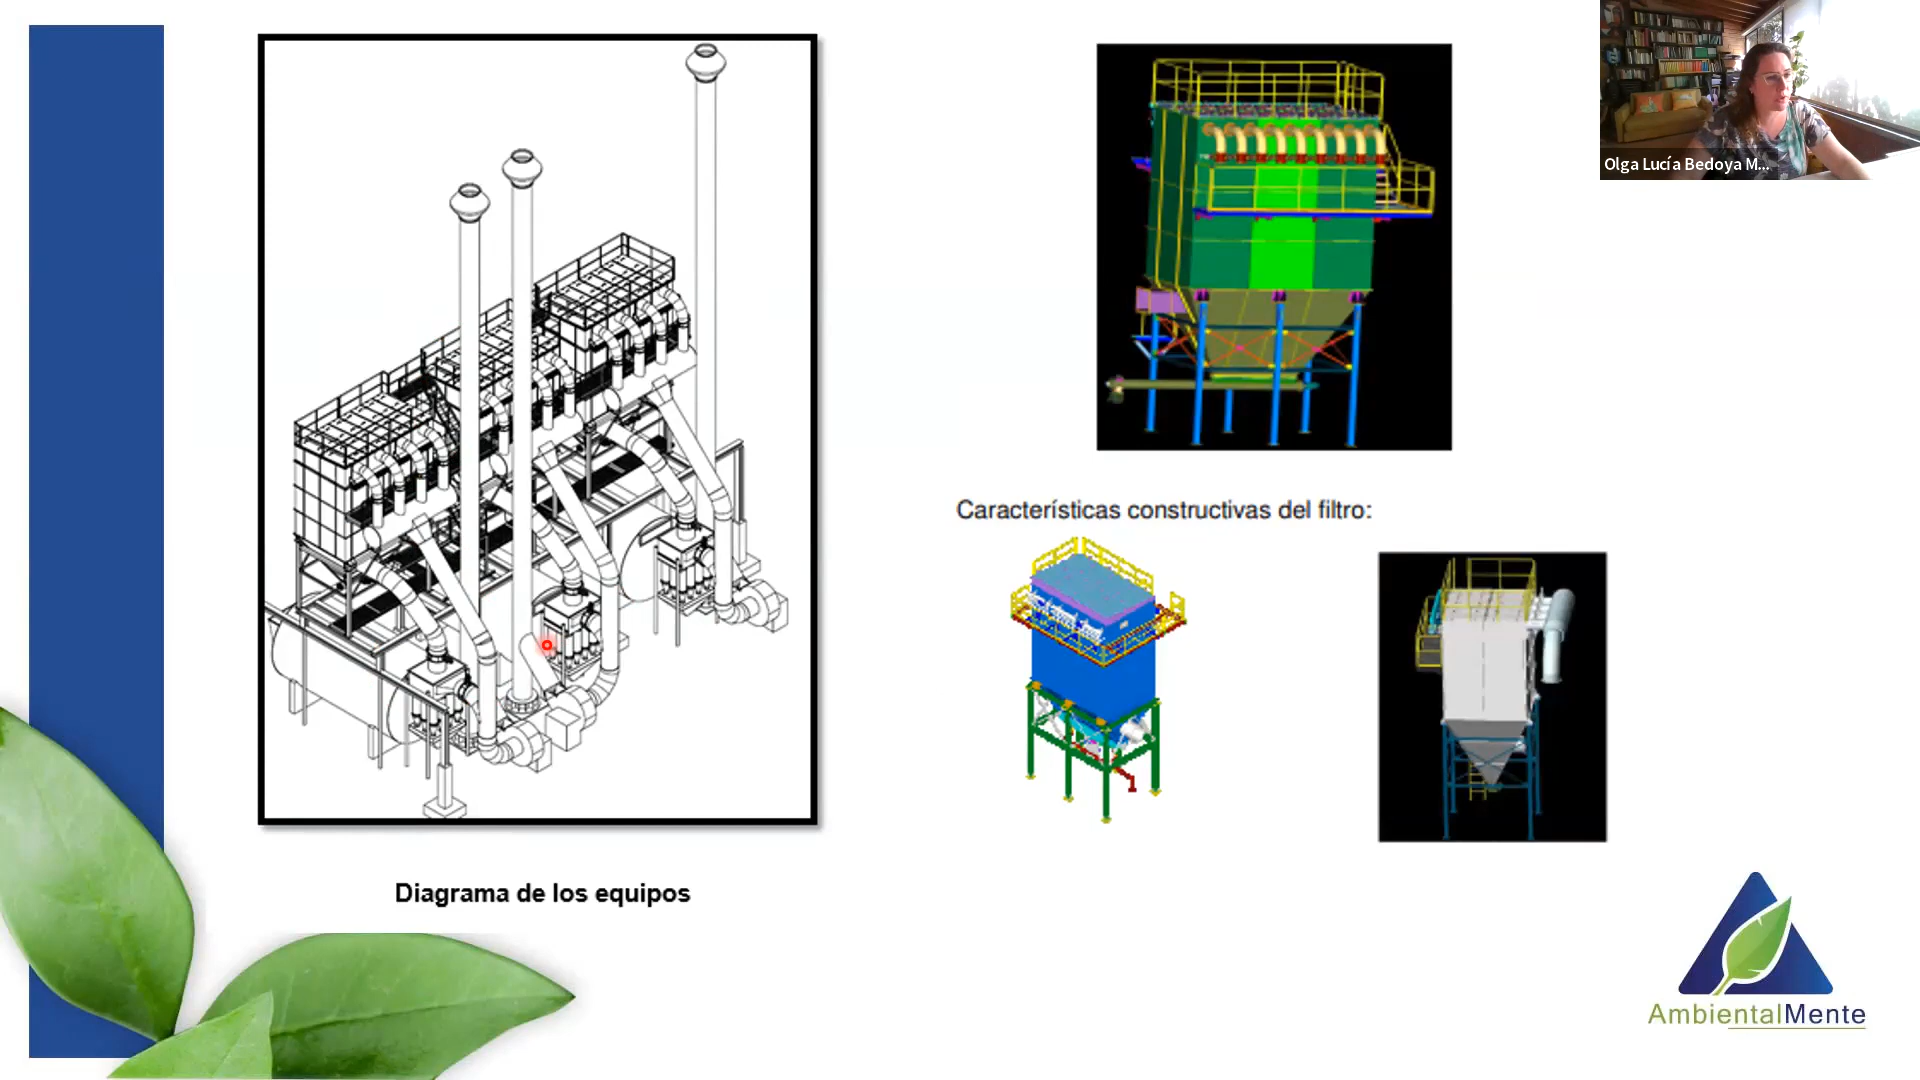 Olga Lucía Bedoya M...
Características constructivas del filtro:
Diagrama de los equipos
AmbientalMente